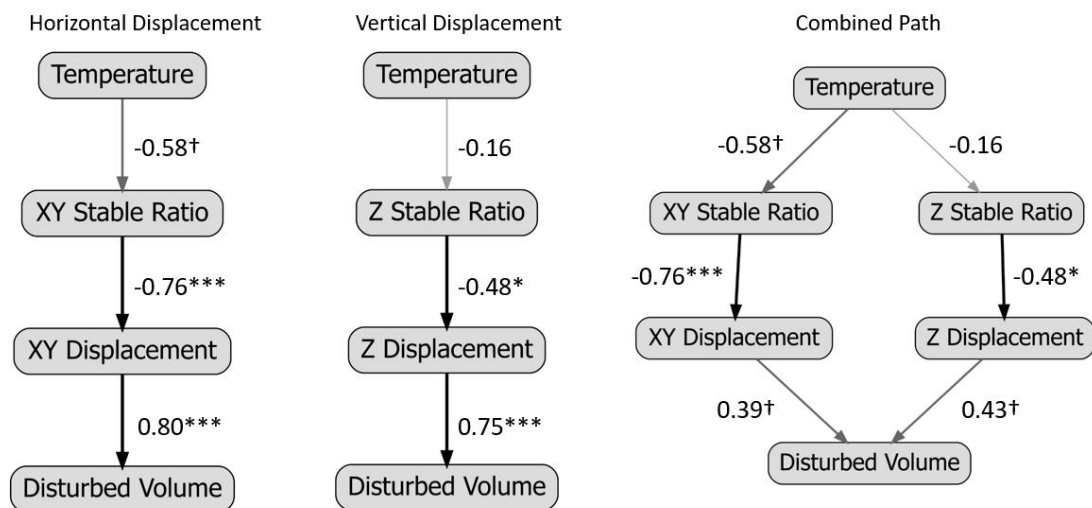 Horizontal Displacement
Temperature
-0.58†
XY Stable Ratio
-0.76***
XY Displacement
0.80***
Disturbed Volume
Vertical Displacement
Temperature
-0.16
Z Stable Ratio
-0.48*
Z Displacement
0.75***
Disturbed Volume
Combined Path
Temperature
-0.58† -0.16
XY Stable Ratio Z Stable Ratio
-0.76*** -0.48*
XY Displacement Z Displacement
0.39† 0.43†
Disturbed Volume